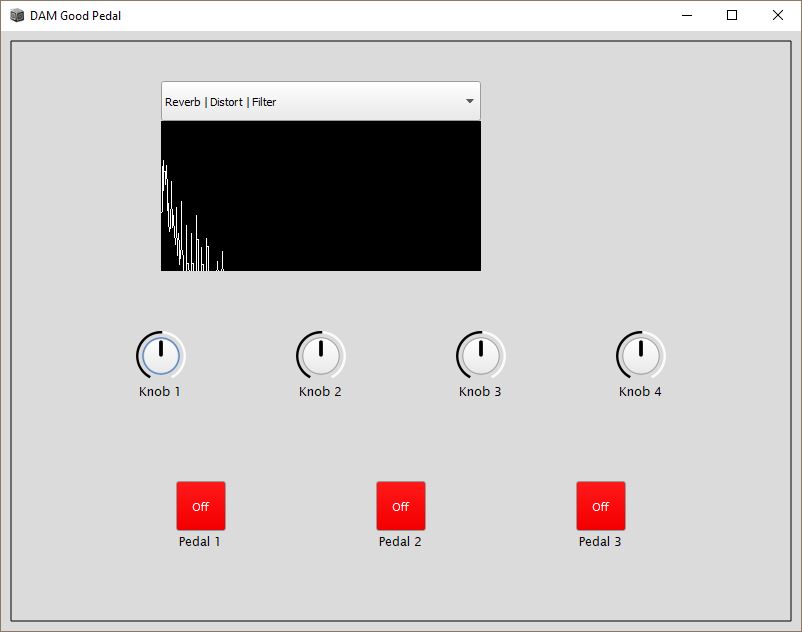 DAM Good Pedal
Reverb | Distort | Filter
Knob 1 Knob 2 Knob 3 Knob 4
Off Off Off
Pedal 1 Pedal 2 Pedal 3